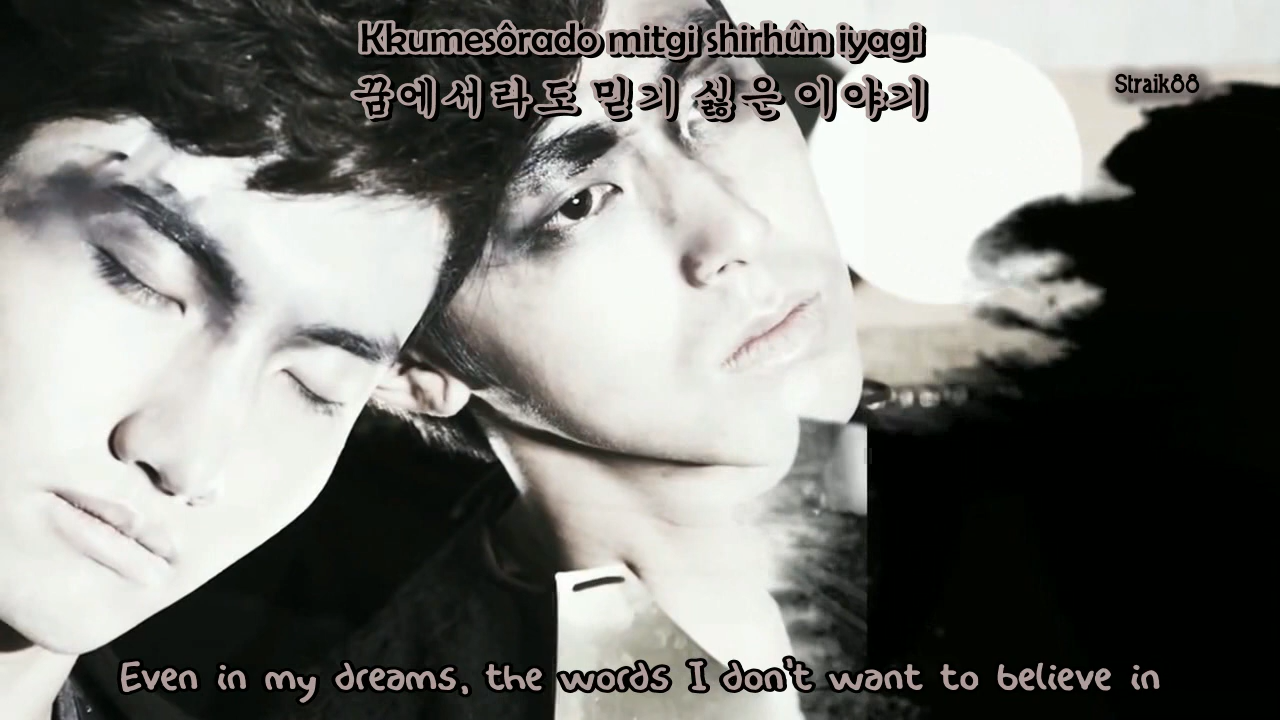 Kkumesôrado mitgi shirhûn iyagi
꿈에서라도 믿기 싫은 이야기
Straik88
Even in my dreams, the words I don't want to believe in